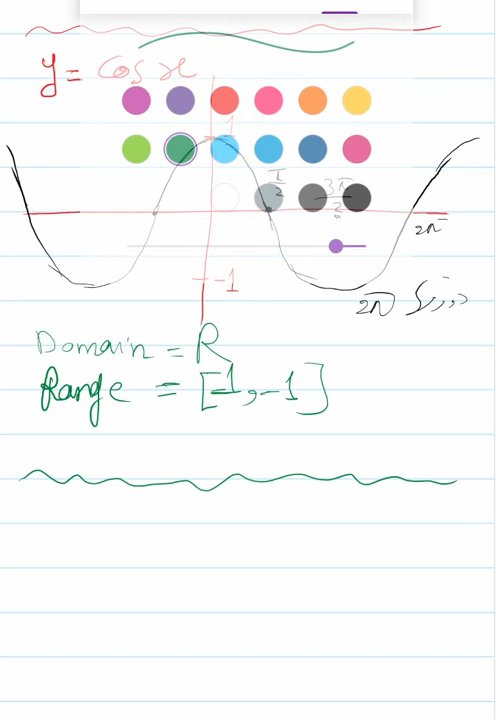 y = cos x
1
π/2
3π/2
2π
-1
2π
Domain = R
Range = [-1, -1]